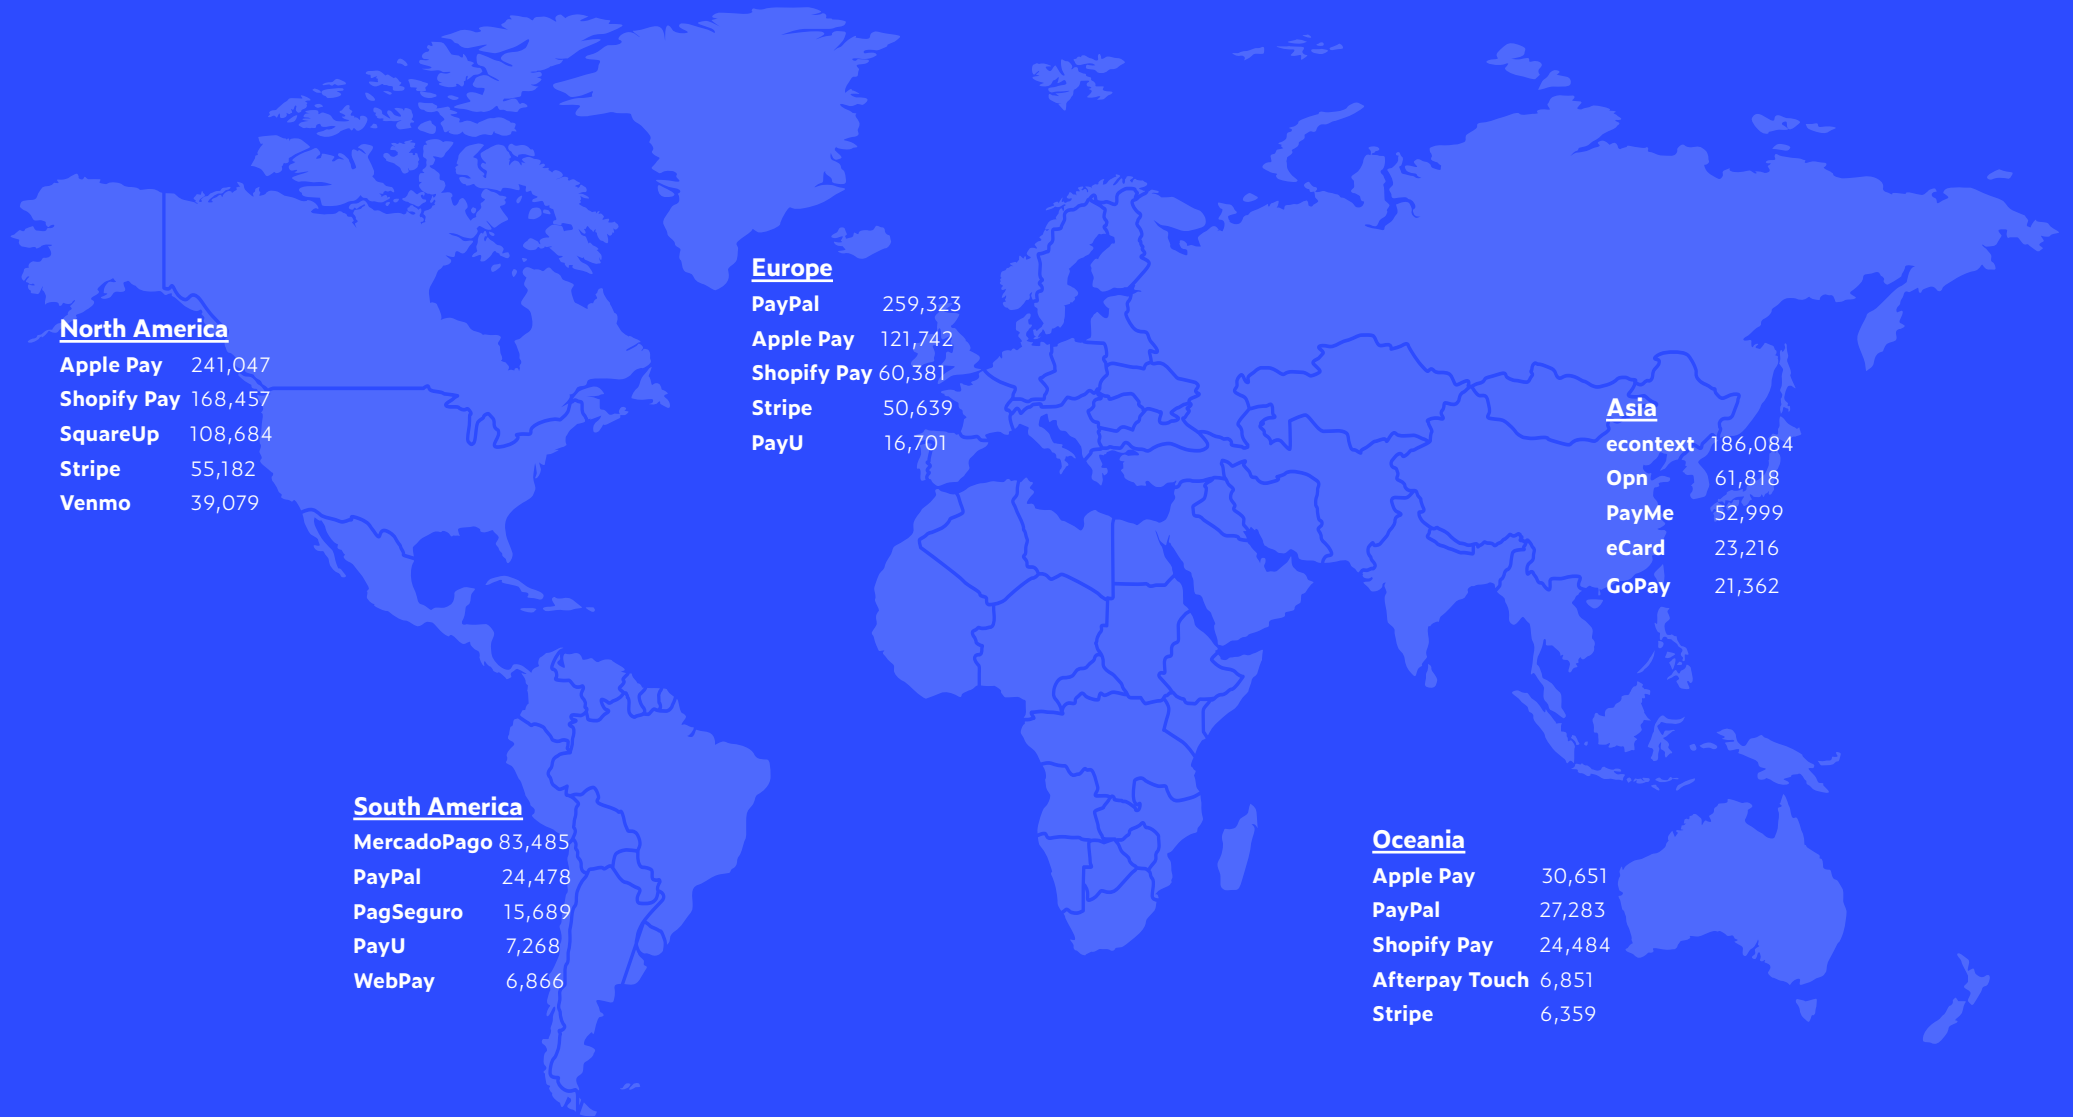 North America
Apple Pay 241,047
Shopify Pay 168,457
SquareUp 108,684
Stripe 55,182
Venmo 39,079
Europe
PayPal 259,323
Apple Pay 121,742
Shopify Pay 60,381
Stripe 50,639
PayU 16,701
Asia
econtext 186,084
Opn 61,818
PayMe 52,999
eCard 23,216
GoPay 21,362
South America
MercadoPago 83,485
PayPal 24,478
PagSeguro 15,689
PayU 7,268
WebPay 6,866
Oceania
Apple Pay 30,651
PayPal 27,283
Shopify Pay 24,484
Afterpay Touch 6,851
Stripe 6,359